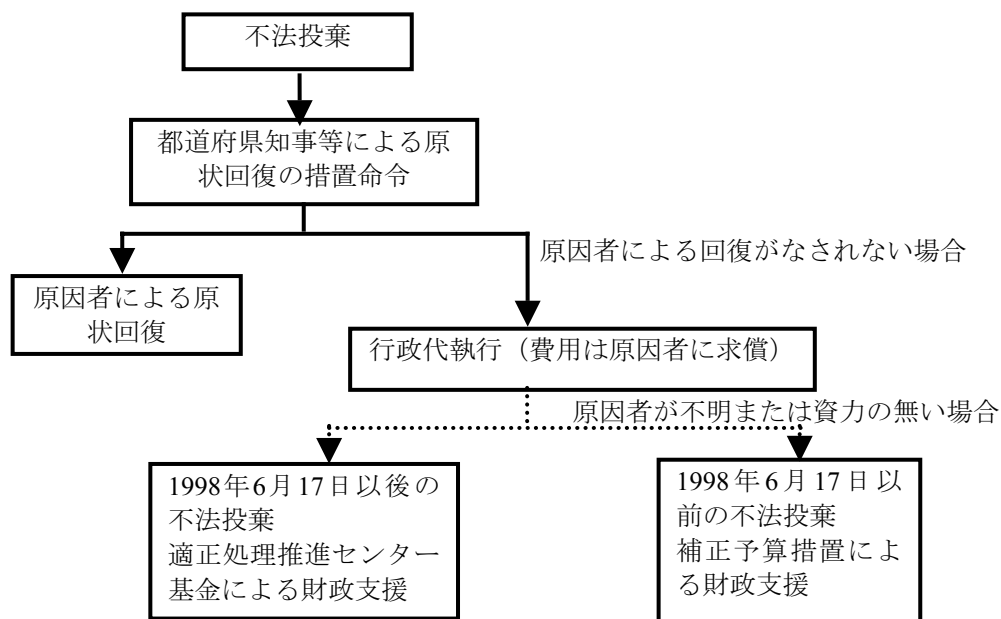 不法投棄
都道府県知事等による原
状回復の措置命令
原因者による回復がなされない場合
原因者による原
状回復
行政代執行（費用は原因者に求償）
原因者が不明または資力の無い場合
1998年6月17日以後の
不法投棄
適正処理推進センター
基金による財政支援
1998年6月17日以
前の不法投棄
補正予算措置によ
る財政支援